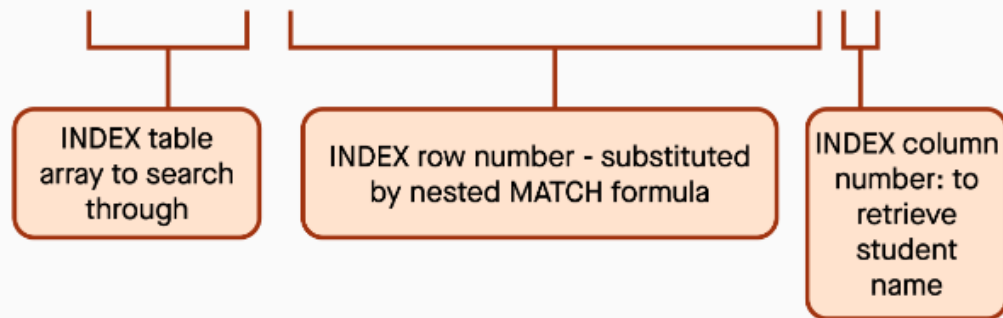 INDEX table
array to search
through
INDEX row number - substituted
by nested MATCH formula
INDEX column
number: to
retrieve
student
name